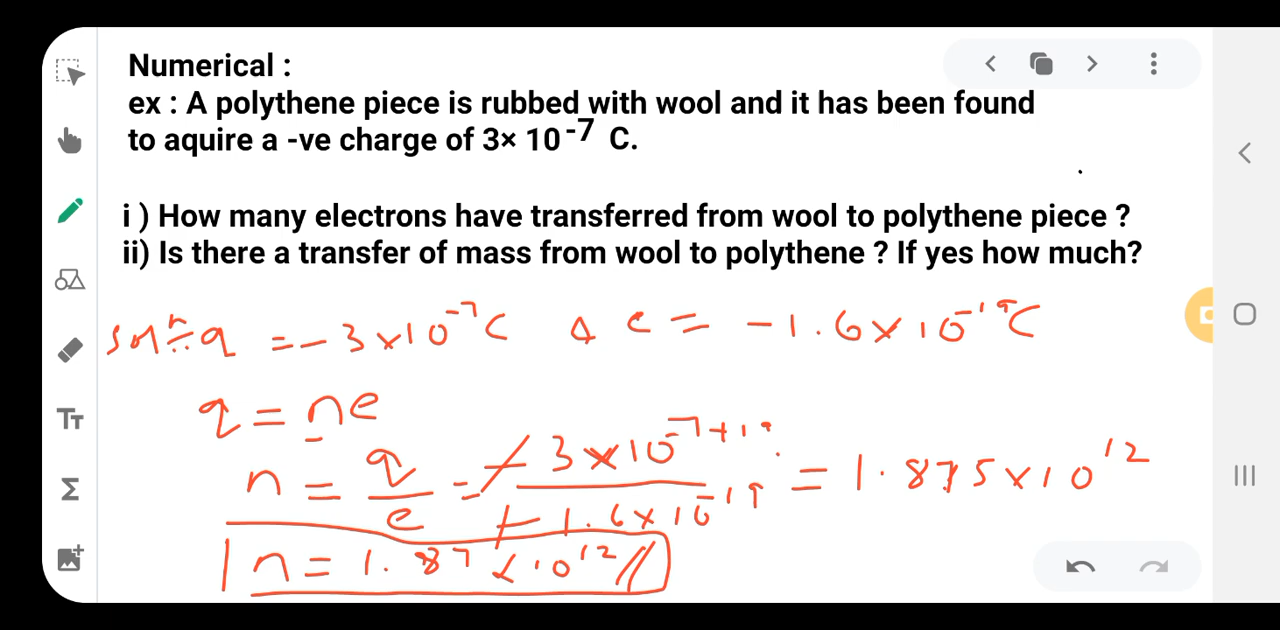 Numerical :
ex : A polythene piece is rubbed with wool and it has been found
to aquire a -ve charge of 3× 10⁻⁷ C.
i ) How many electrons have transferred from wool to polythene piece ?
ii) Is there a transfer of mass from wool to polythene ? If yes how much?
solⁿ:- q = - 3×10⁻⁷ C & e = - 1.6×10⁻¹⁹ C
q = ne
n = q/e = -3×10⁻⁷⁺¹⁹ / -1.6×10⁻¹⁹ = 1.875×10¹²
n = 1.87×10¹² //
Tт
Σ